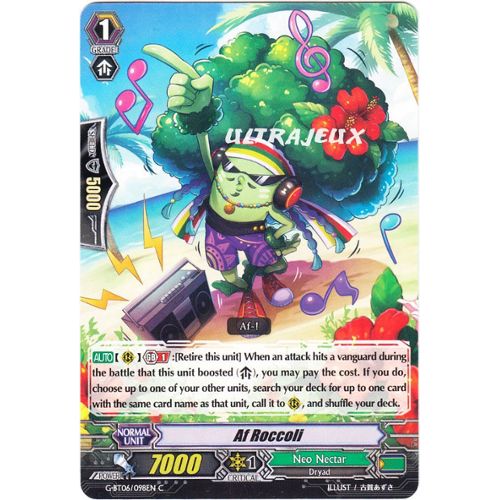 1
GRADE
ULTRAJEUX
SHIELD
5000
Af-!
AUTO【 】GB 1 :[Retire this unit] When an attack hits a vanguard during
the battle that this unit boosted ( ), you may pay the cost. If you do,
choose up to one of your other units, search your deck for up to one card
with the same card name as that unit, call it to , and shuffle your deck.
NORMAL
UNIT
Af Roccoli
POWER
7000
1
CRITICAL
Neo Nectar
Dryad
G-BT06/098EN C
ILLUST / 古賀あずさ